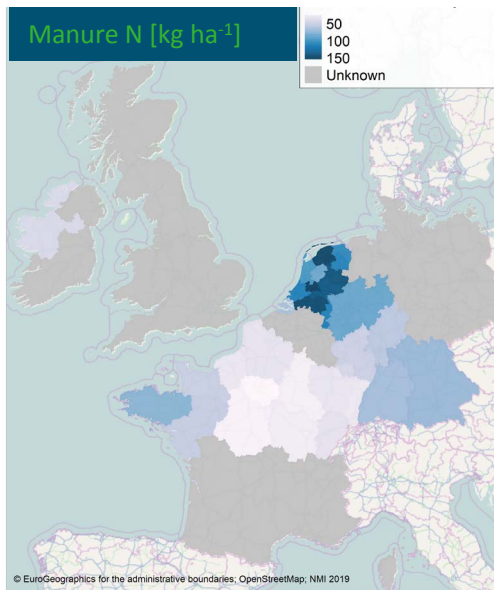 Manure N [kg ha⁻¹]
50
100
150
Unknown
© EuroGeographics for the administrative boundaries; OpenStreetMap; NMI 2019